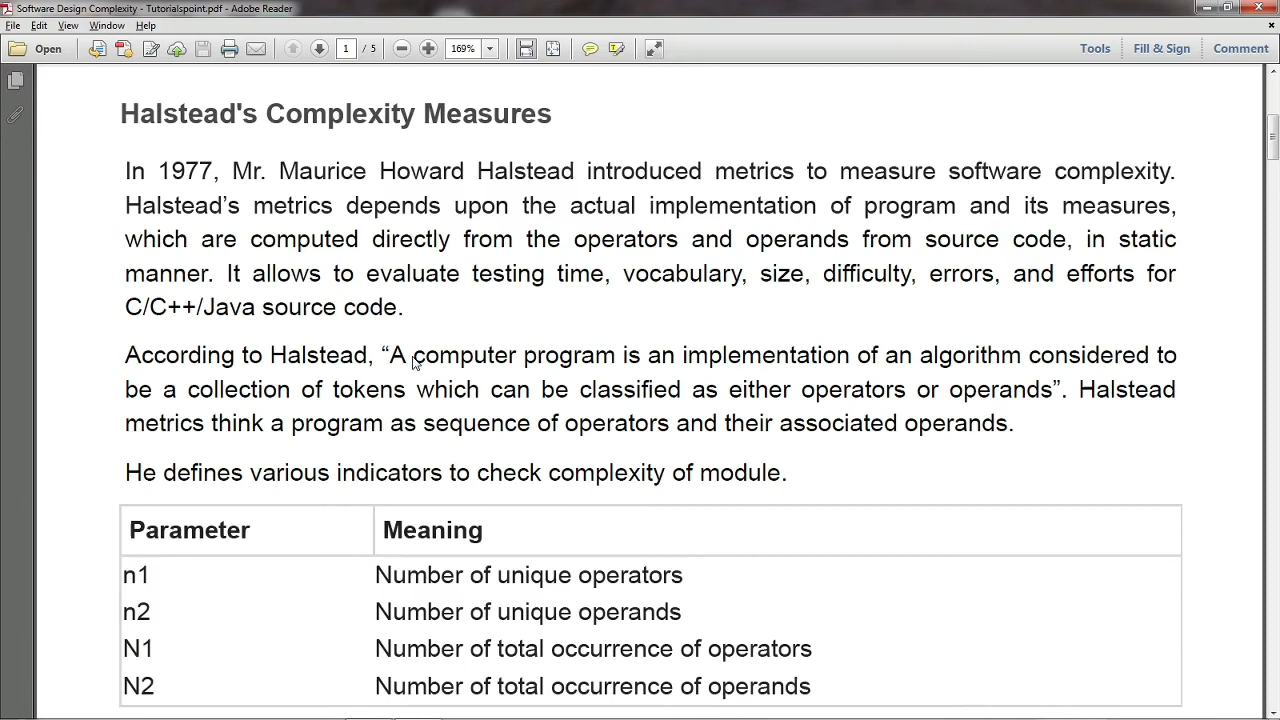 Software Design Complexity - Tutorialspoint.pdf - Adobe Reader
File Edit View Window Help
Open 1 / 5 169% Tools Fill & Sign Comment
Halstead's Complexity Measures
In 1977, Mr. Maurice Howard Halstead introduced metrics to measure software complexity.
Halstead’s metrics depends upon the actual implementation of program and its measures,
which are computed directly from the operators and operands from source code, in static
manner. It allows to evaluate testing time, vocabulary, size, difficulty, errors, and efforts for
C/C++/Java source code.
According to Halstead, “A computer program is an implementation of an algorithm considered to
be a collection of tokens which can be classified as either operators or operands”. Halstead
metrics think a program as sequence of operators and their associated operands.
He defines various indicators to check complexity of module.
Parameter Meaning
n1 Number of unique operators
n2 Number of unique operands
N1 Number of total occurrence of operators
N2 Number of total occurrence of operands